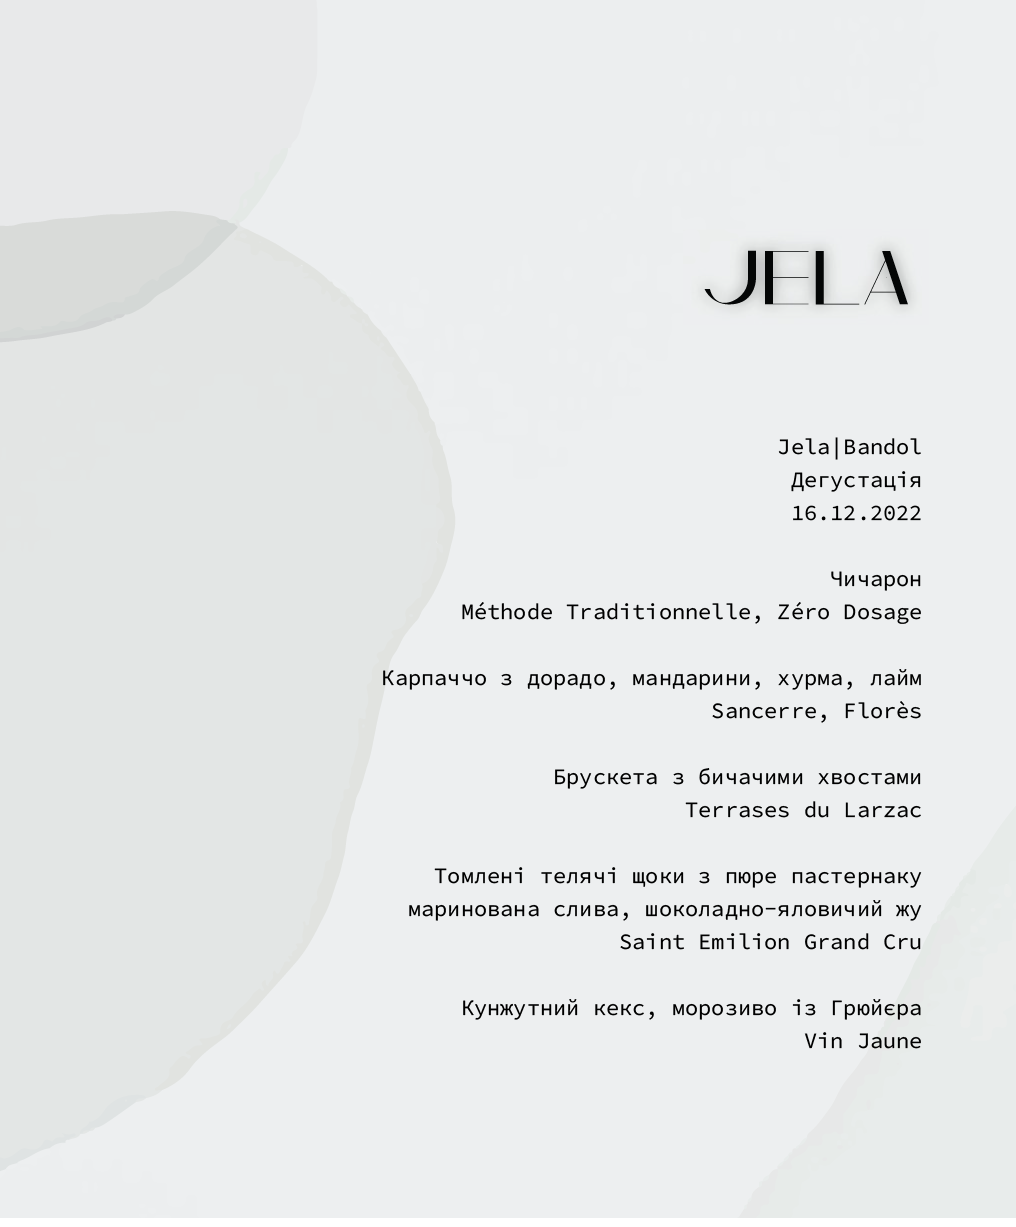 JELA
Jela|Bandol
Дегустація
16.12.2022
Чичарон
Méthode Traditionnelle, Zéro Dosage
Карпаччо з дорадо, мандарини, хурма, лайм
Sancerre, Florès
Брускета з бичачими хвостами
Terrases du Larzac
Томлені телячі щоки з пюре пастернаку
маринована слива, шоколадно-яловичий жу
Saint Emilion Grand Cru
Кунжутний кекс, морозиво із Грюйєра
Vin Jaune